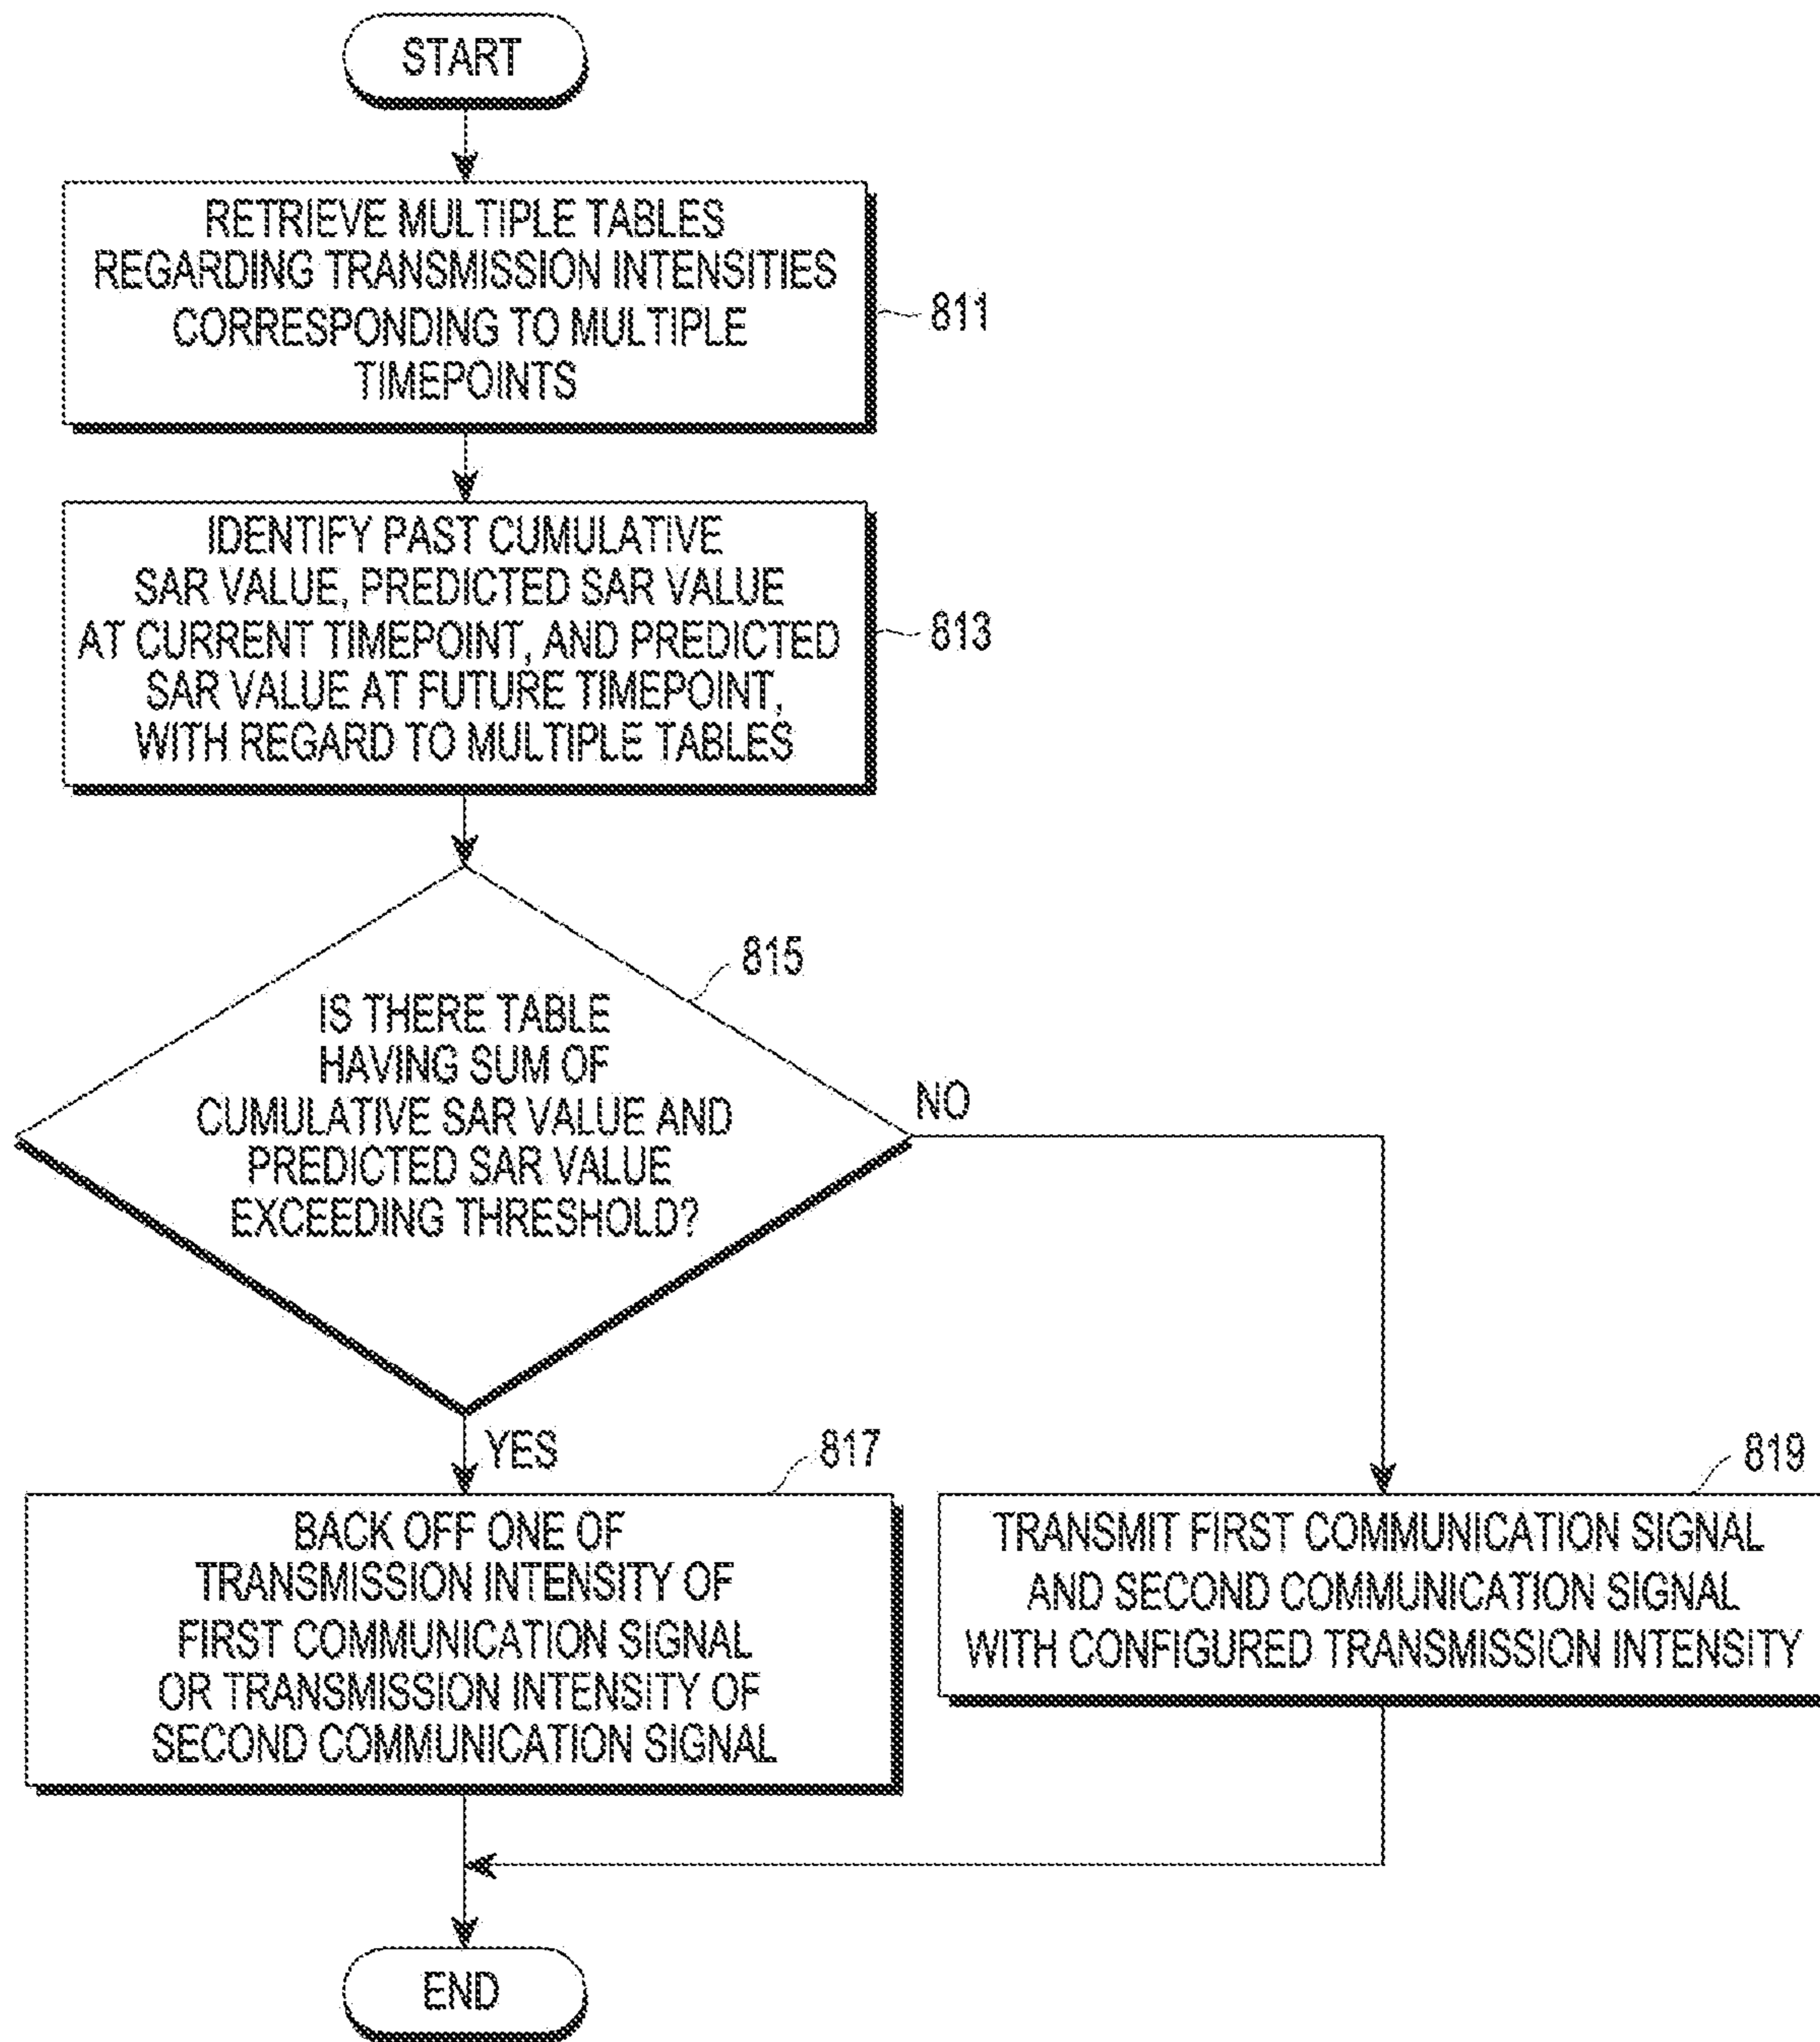 START
RETRIEVE MULTIPLE TABLES
REGARDING TRANSMISSION INTENSITIES
CORRESPONDING TO MULTIPLE
TIMEPOINTS
811
IDENTIFY PAST CUMULATIVE
SAR VALUE, PREDICTED SAR VALUE
AT CURRENT TIMEPOINT, AND PREDICTED
SAR VALUE AT FUTURE TIMEPOINT,
WITH REGARD TO MULTIPLE TABLES
813
815
IS THERE TABLE
HAVING SUM OF
CUMULATIVE SAR VALUE AND
PREDICTED SAR VALUE
EXCEEDING THRESHOLD?
NO
YES
817
BACK OFF ONE OF
TRANSMISSION INTENSITY OF
FIRST COMMUNICATION SIGNAL
OR TRANSMISSION INTENSITY OF
SECOND COMMUNICATION SIGNAL
819
TRANSMIT FIRST COMMUNICATION SIGNAL
AND SECOND COMMUNICATION SIGNAL
WITH CONFIGURED TRANSMISSION INTENSITY
END